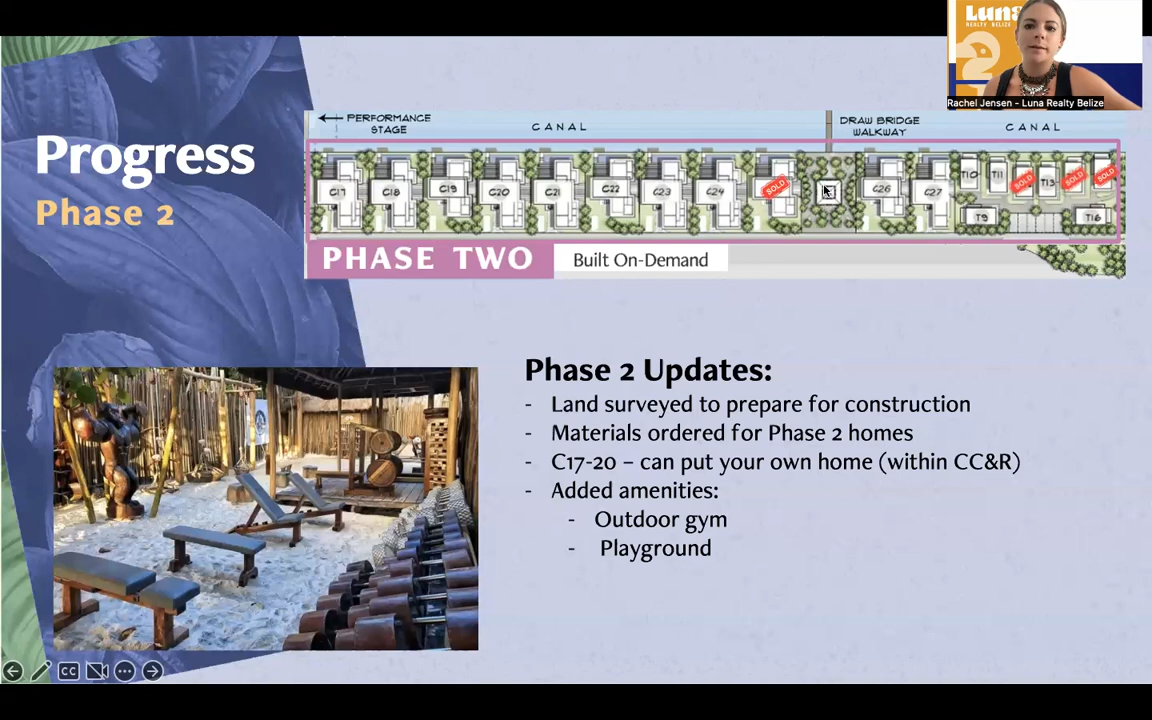 Luna
REALTY BELIZE
Rachel Jensen - Luna Realty Belize
Progress
Phase 2
PERFORMANCE
STAGE
CANAL
DRAW BRIDGE
WALKWAY
CANAL
C17 C18 C19 C20 C21 C22 C23 C24 SOLD C26 C27 T10 T11 SOLD T13 SOLD SOLD
T9 T16
PHASE TWO
Built On-Demand
Phase 2 Updates:
- Land surveyed to prepare for construction
- Materials ordered for Phase 2 homes
- C17-20 – can put your own home (within CC&R)
- Added amenities:
- Outdoor gym
- Playground
CC